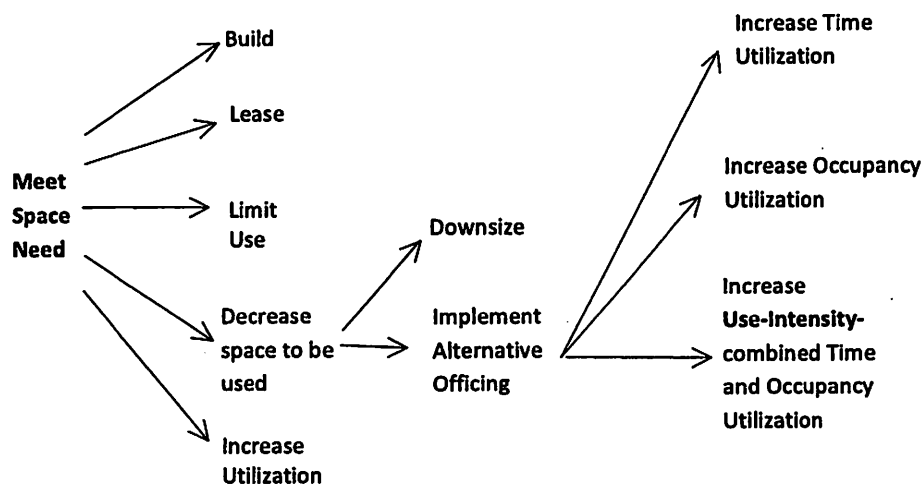 Build
Lease
Meet
Space
Need
Limit
Use
Decrease
space to be
used
Increase
Utilization
Downsize
Implement
Alternative
Officing
Increase Time
Utilization
Increase Occupancy
Utilization
Increase
Use-Intensity-
combined Time
and Occupancy
Utilization